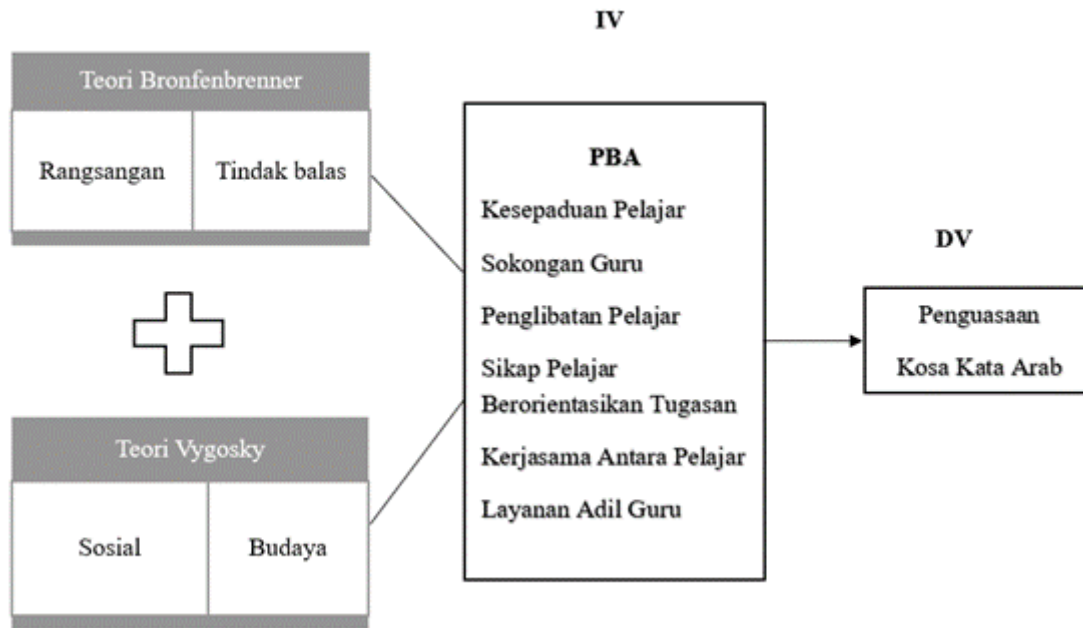 IV
Teori Bronfenbrenner
Rangsangan
Tindak balas
Teori Vygosky
Sosial
Budaya
PBA
Kesepaduan Pelajar
Sokongan Guru
Penglibatan Pelajar
Sikap Pelajar
Berorientasikan Tugasan
Kerjasama Antara Pelajar
Layanan Adil Guru
DV
Penguasaan
Kosa Kata Arab